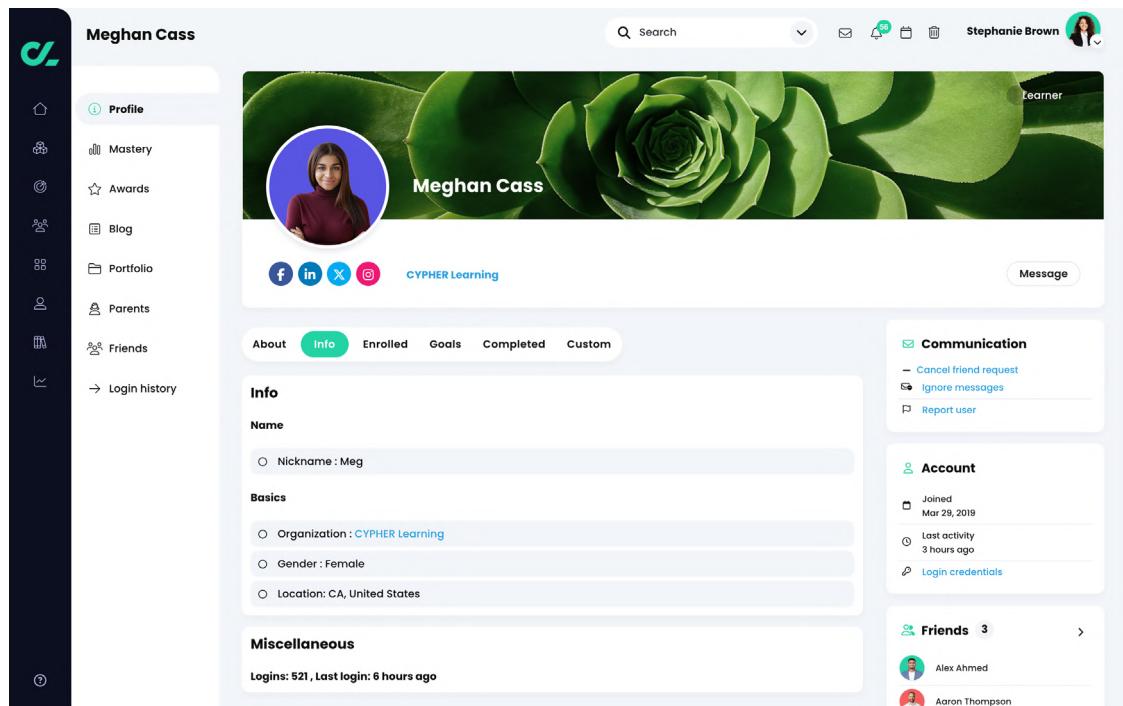 Meghan Cass
Search
56
Stephanie Brown
Profile
Mastery
Awards
Blog
Portfolio
Parents
Friends
Login history
Learner
Meghan Cass
f
in
X
CYPHER Learning
Message
About
Info
Enrolled
Goals
Completed
Custom
Info
Name
Nickname : Meg
Basics
Organization : CYPHER Learning
Gender : Female
Location: CA, United States
Miscellaneous
Logins: 521 , Last login: 6 hours ago
Communication
Cancel friend request
Ignore messages
Report user
Account
Joined
Mar 29, 2019
Last activity
3 hours ago
Login credentials
Friends 3
Alex Ahmed
Aaron Thompson